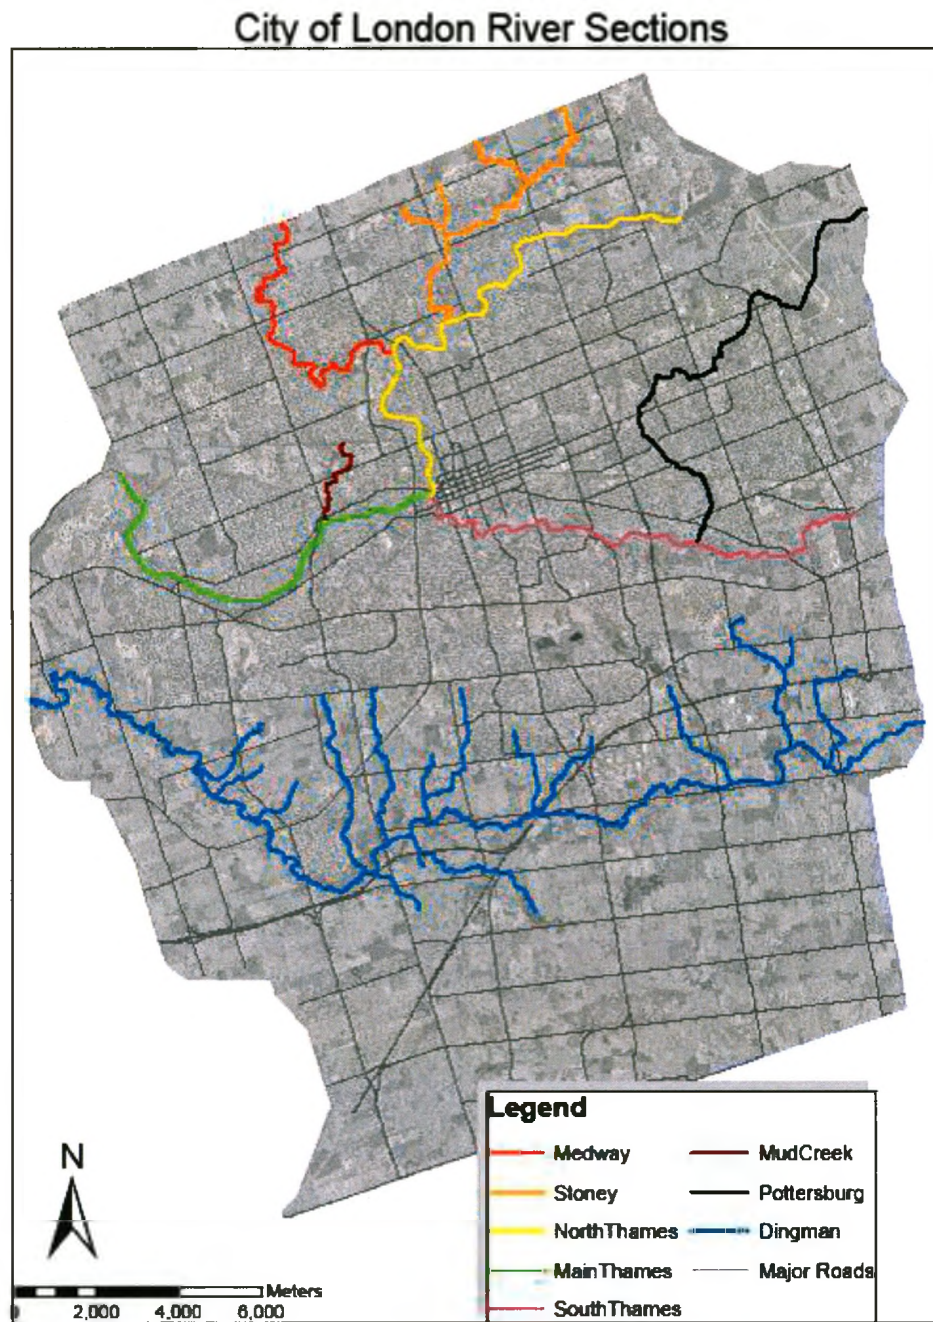 City of London River Sections
Legend
Medway
Stoney
NorthThames
MainThames
SouthThames
MudCreek
Pottersburg
Dingman
Major Roads
N
Meters
0 2,000 4,000 6,000